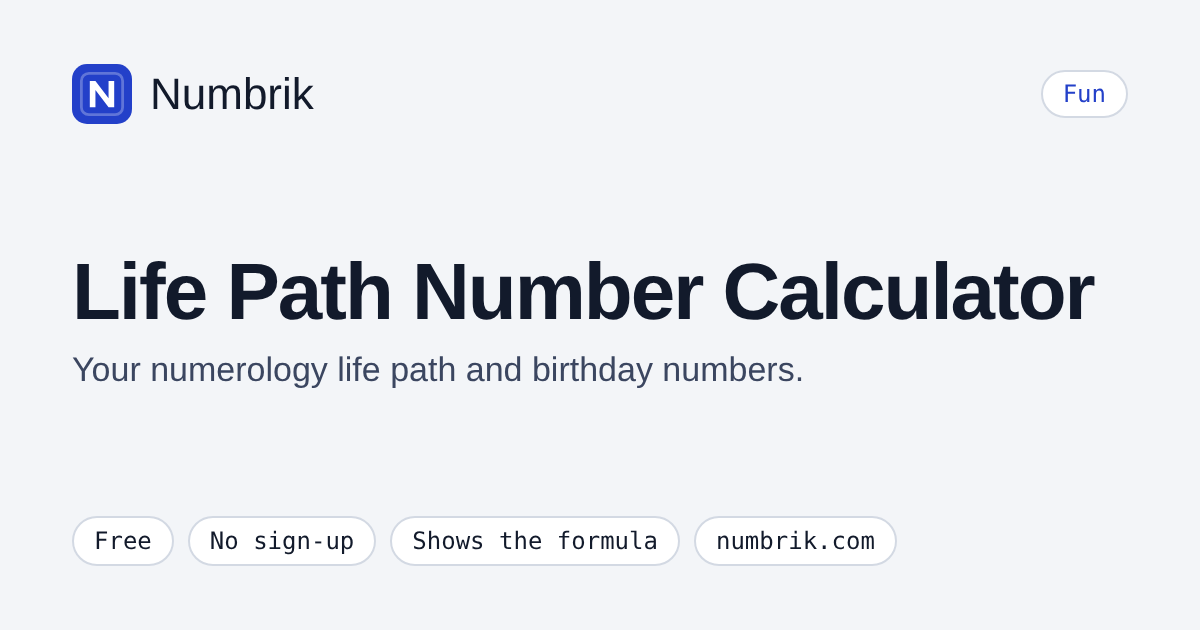 N Numbrik
Fun
Life Path Number Calculator
Your numerology life path and birthday numbers.
Free
No sign-up
Shows the formula
numbrik.com